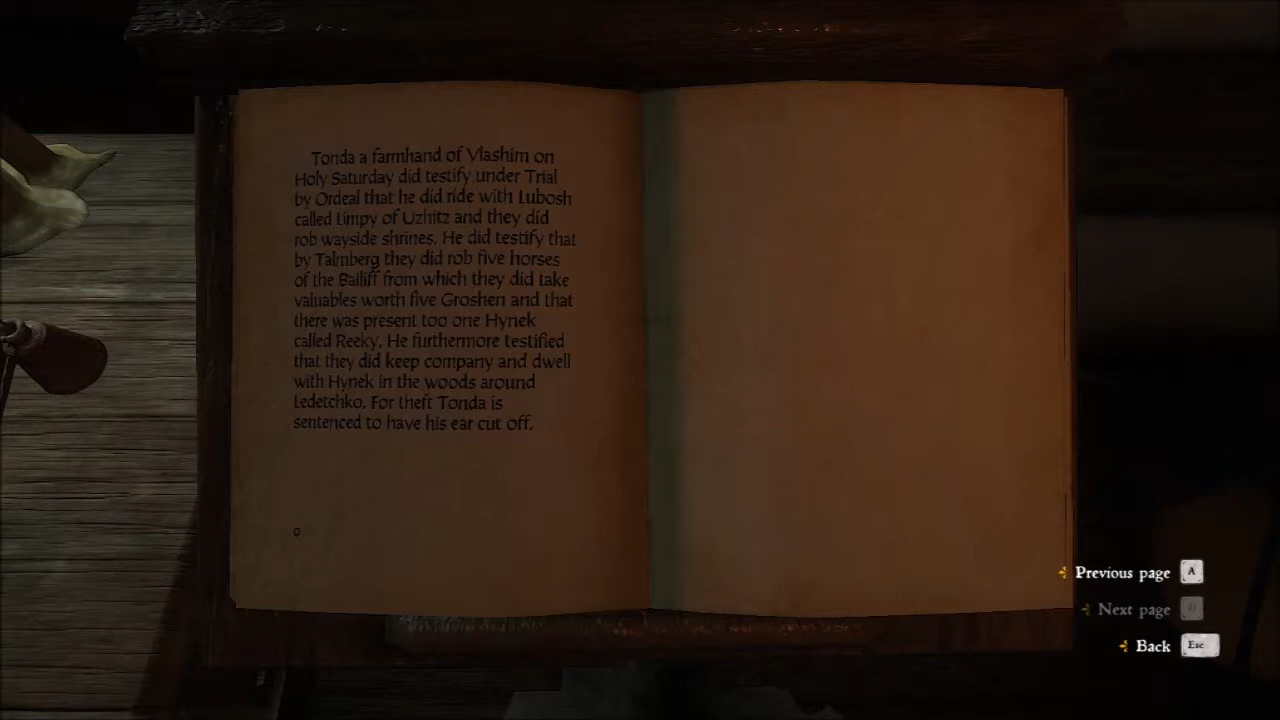 Tonda a farmhand of Vlashim on
Holy Saturday did testify under Trial
by Ordeal that he did ride with Lubosh
called Limpy of Uzhitz and they did
rob wayside shrines. He did testify that
by Talmberg they did rob five horses
of the Bailiff from which they did take
valuables worth five Groshen and that
there was present too one Hynek
called Reeky. He furthermore testified
that they did keep company and dwell
with Hynek in the woods around
Ledetchko. For theft Tonda is
sentenced to have his ear cut off.
o
Previous page A
Next page D
Back Esc